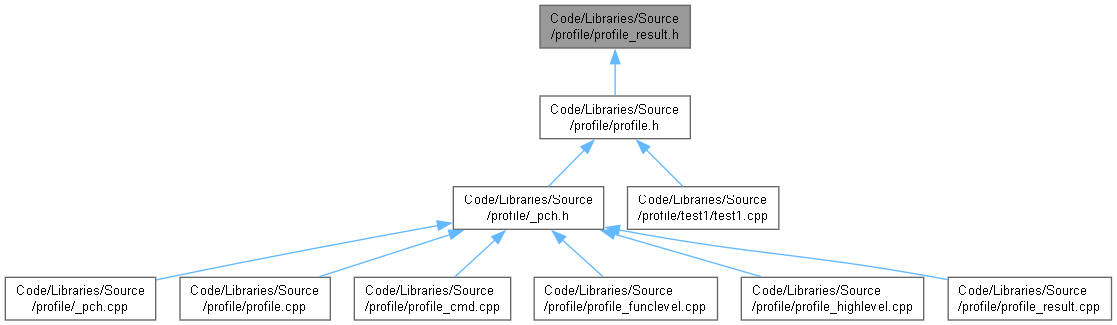 Code/Libraries/Source
/profile/profile_result.h
Code/Libraries/Source
/profile/profile.h
Code/Libraries/Source
/profile/_pch.h
Code/Libraries/Source
/profile/test1/test1.cpp
Code/Libraries/Source
/profile/_pch.cpp
Code/Libraries/Source
/profile/profile.cpp
Code/Libraries/Source
/profile/profile_cmd.cpp
Code/Libraries/Source
/profile/profile_funclevel.cpp
Code/Libraries/Source
/profile/profile_highlevel.cpp
Code/Libraries/Source
/profile/profile_result.cpp